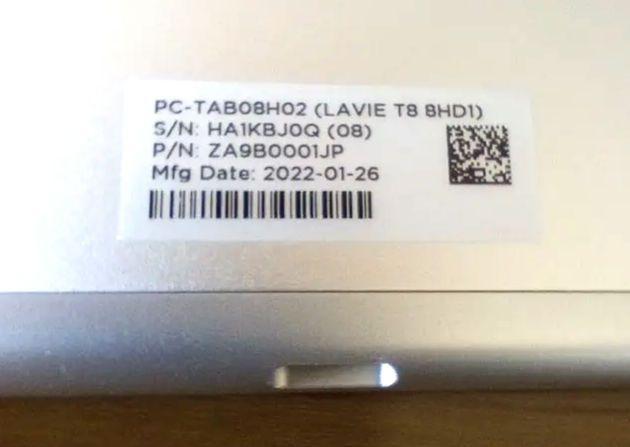 PC-TAB08H02 (LAVIE T8 8HD1)
S/N: HA1KBJ0Q (08)
P/N: ZA9B0001JP
Mfg Date: 2022-01-26